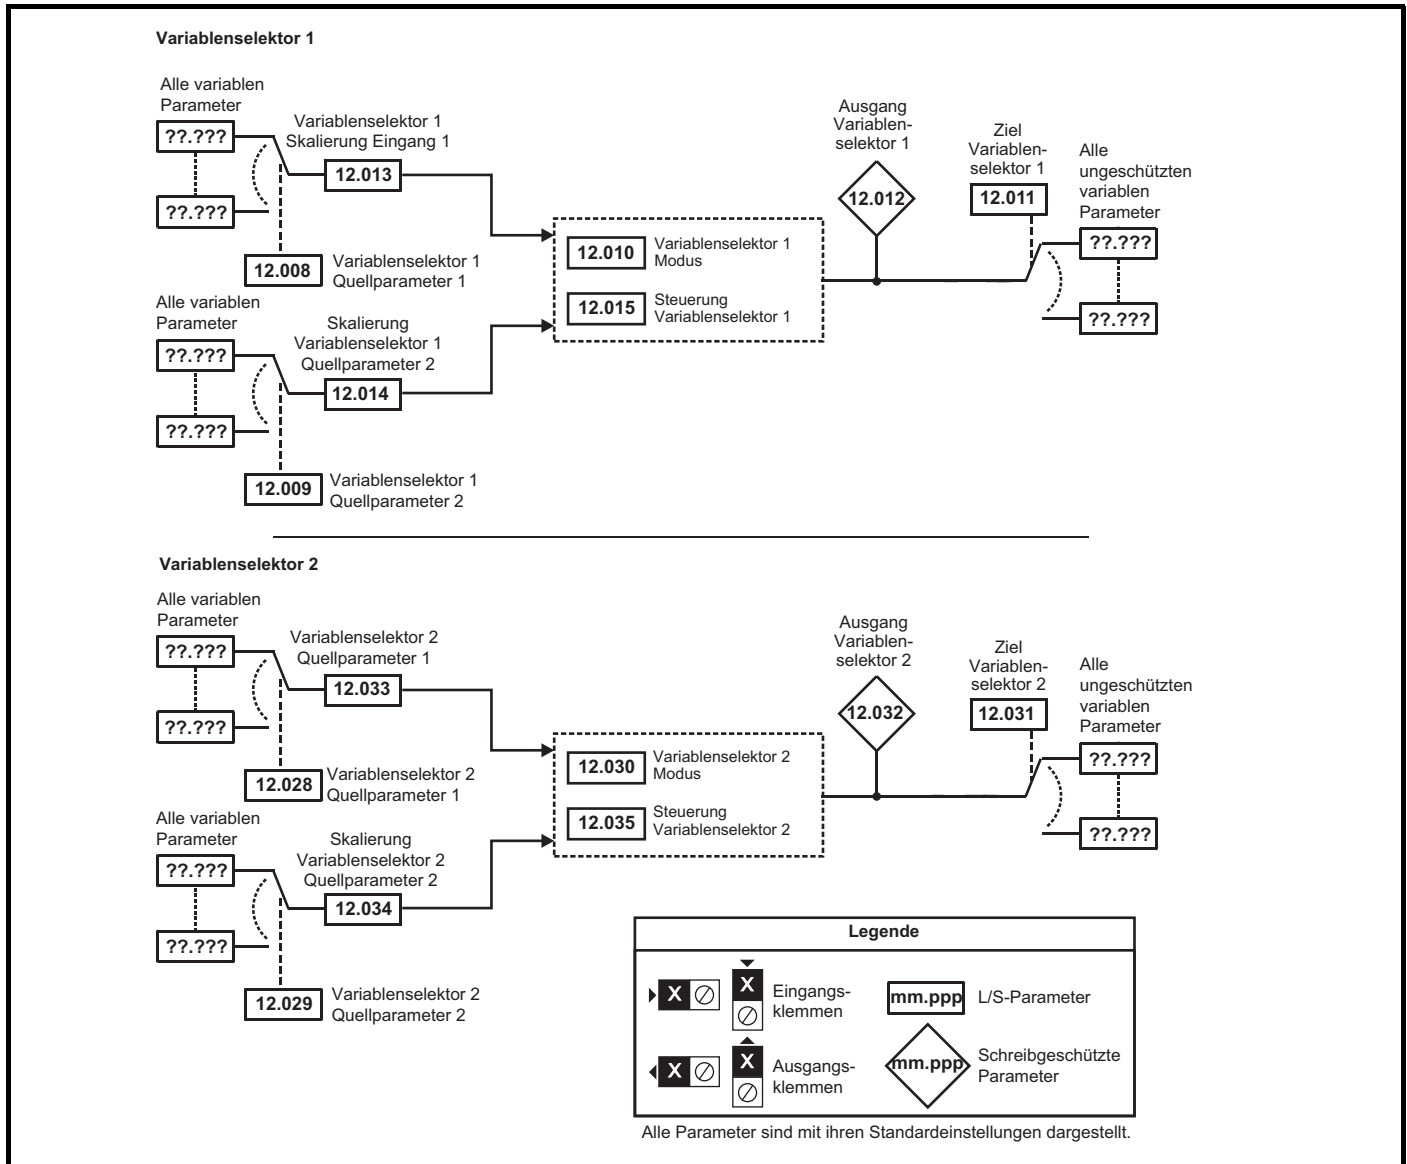 Variablenselektor 1
Alle variablen
Parameter
??.???
??.???
Variablenselektor 1
Skalierung Eingang 1
12.013
12.008
Variablenselektor 1
Quellparameter 1
Alle variablen
Parameter
??.???
??.???
Skalierung
Variablenselektor 1
Quellparameter 2
12.014
12.009
Variablenselektor 1
Quellparameter 2
12.010
Variablenselektor 1
Modus
12.015
Steuerung
Variablenselektor 1
Ausgang
Variablen-
selektor 1
12.012
Ziel
Variablen-
selektor 1
12.011
Alle
ungeschützten
variablen
Parameter
??.???
??.???
Variablenselektor 2
Alle variablen
Parameter
??.???
??.???
Variablenselektor 2
Quellparameter 1
12.033
12.028
Variablenselektor 2
Quellparameter 1
Alle variablen
Parameter
??.???
??.???
Skalierung
Variablenselektor 2
Quellparameter 2
12.034
12.029
Variablenselektor 2
Quellparameter 2
12.030
Variablenselektor 2
Modus
12.035
Steuerung
Variablenselektor 2
Ausgang
Variablen-
selektor 2
12.032
Ziel
Variablen-
selektor 2
12.031
Alle
ungeschützten
variablen
Parameter
??.???
??.???
Legende
X
X
Eingangs-
klemmen
mm.ppp
L/S-Parameter
X
X
Ausgangs-
klemmen
mm.ppp
Schreibgeschützte
Parameter
Alle Parameter sind mit ihren Standardeinstellungen dargestellt.